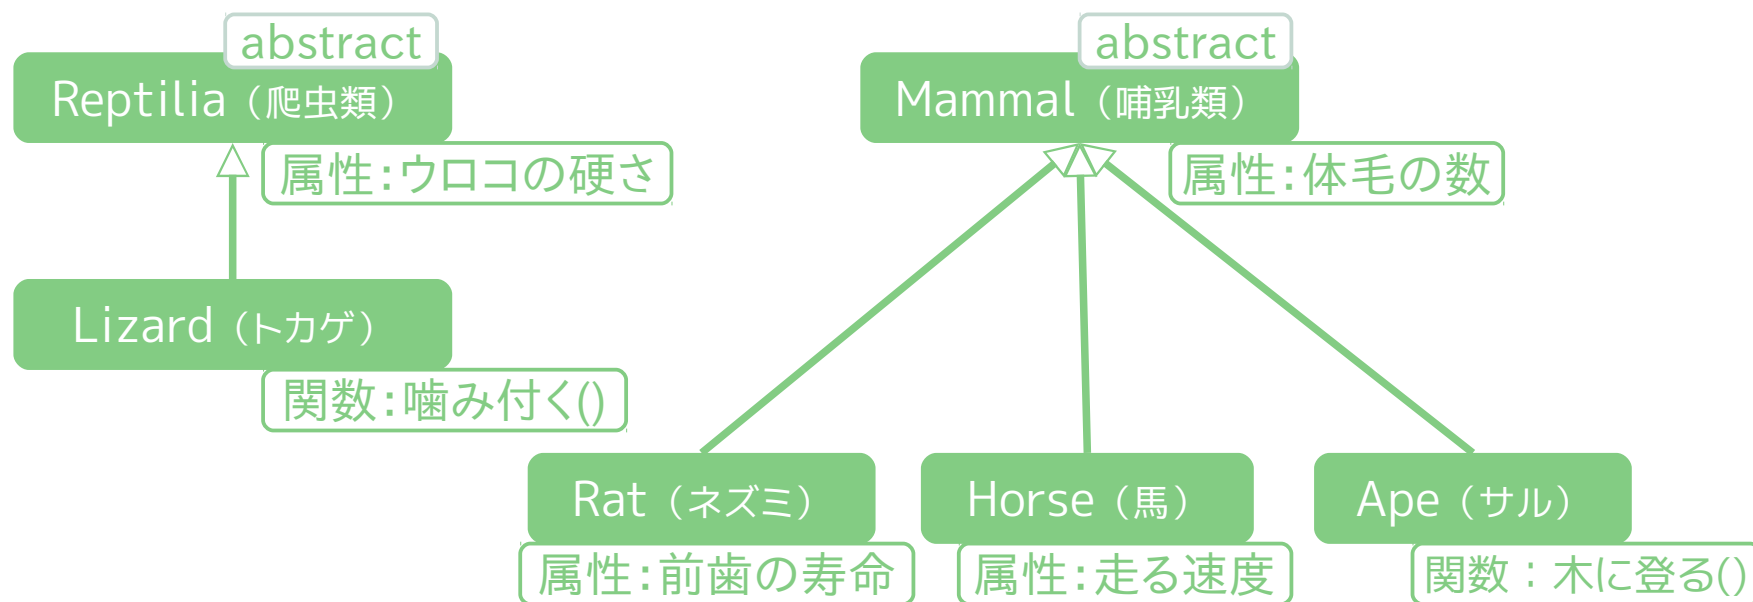 abstract
Reptilia（爬虫類）
属性:ウロコの硬さ
Lizard（トカゲ）
関数:噛み付く()
abstract
Mammal（哺乳類）
属性:体毛の数
Rat（ネズミ）
属性:前歯の寿命
Horse（馬）
属性:走る速度
Ape（サル）
関数：木に登る()